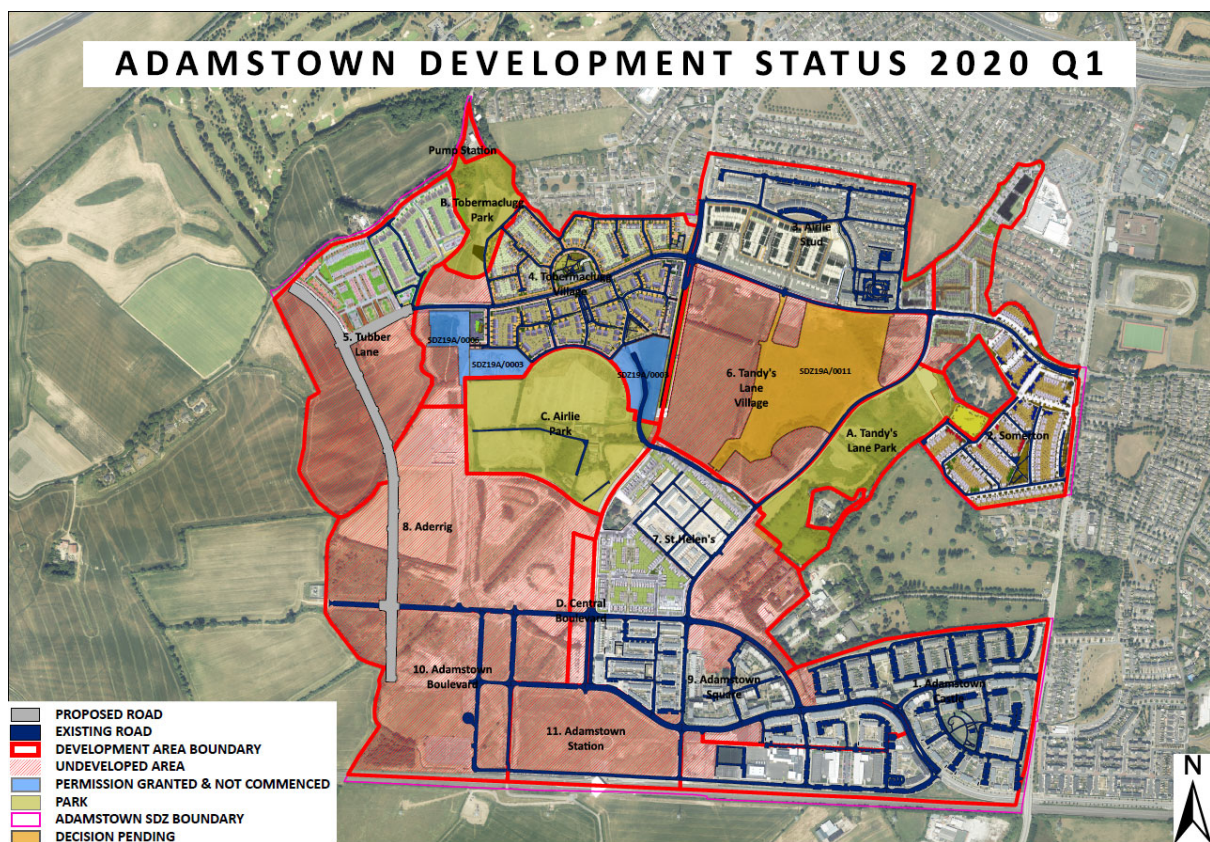 ADAMSTOWN DEVELOPMENT STATUS 2020 Q1
Pump Station
B. Tobermaclugg
Park
3. Airlie
Stud
4. Tobermaclugg
Village
5. Tubber
Lane
SDZ19A/0006
SDZ19A/0003
SDZ19A/0003
SDZ19A/0011
6. Tandy's
Lane
Village
C. Airlie
Park
A. Tandy's
Lane Park
2. Somerton
8. Aderrig
7. St Helen's
D. Central
Boulevard
10. Adamstown
Boulevard
9. Adamstown
Square
1. Adamstown
Castle
11. Adamstown
Station
PROPOSED ROAD
EXISTING ROAD
DEVELOPMENT AREA BOUNDARY
UNDEVELOPED AREA
PERMISSION GRANTED & NOT COMMENCED
PARK
ADAMSTOWN SDZ BOUNDARY
DECISION PENDING
N